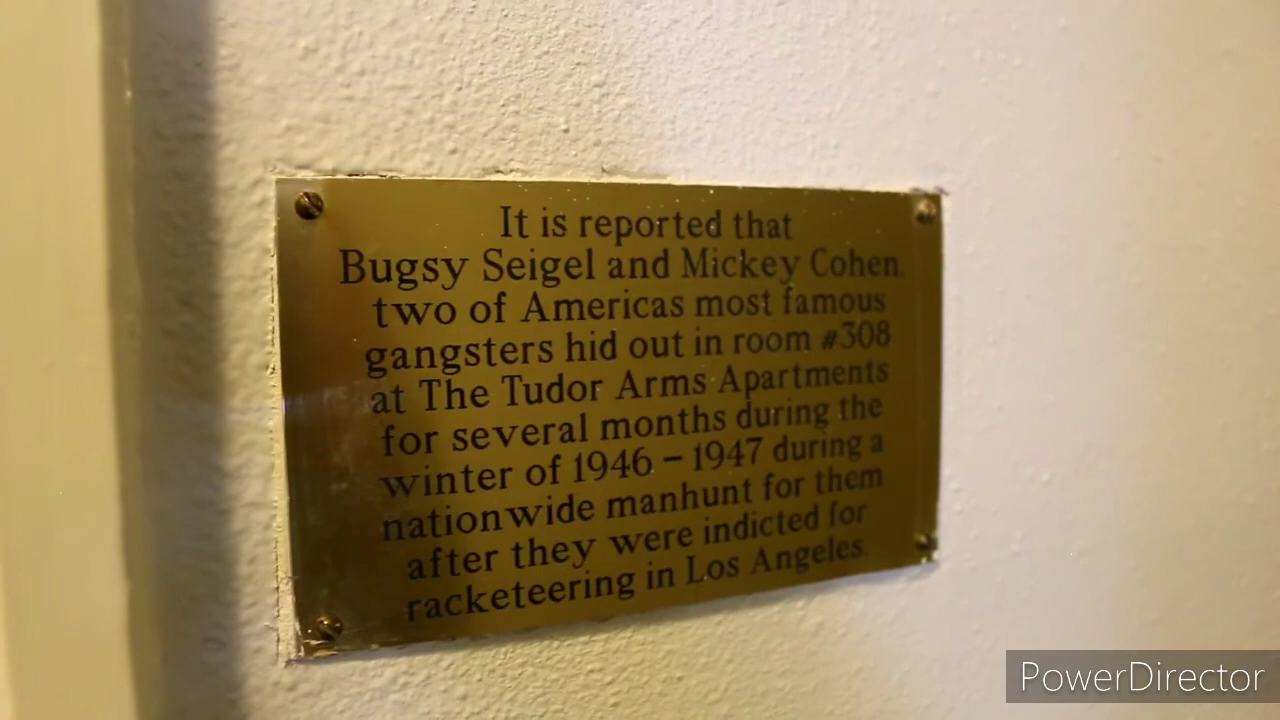 It is reported that
Bugsy Seigel and Mickey Cohen.
two of Americas most famous
gangsters hid out in room #308
at The Tudor Arms Apartments
for several months during the
winter of 1946 – 1947 during a
nationwide manhunt for them
after they were indicted for
racketeering in Los Angeles.
PowerDirector